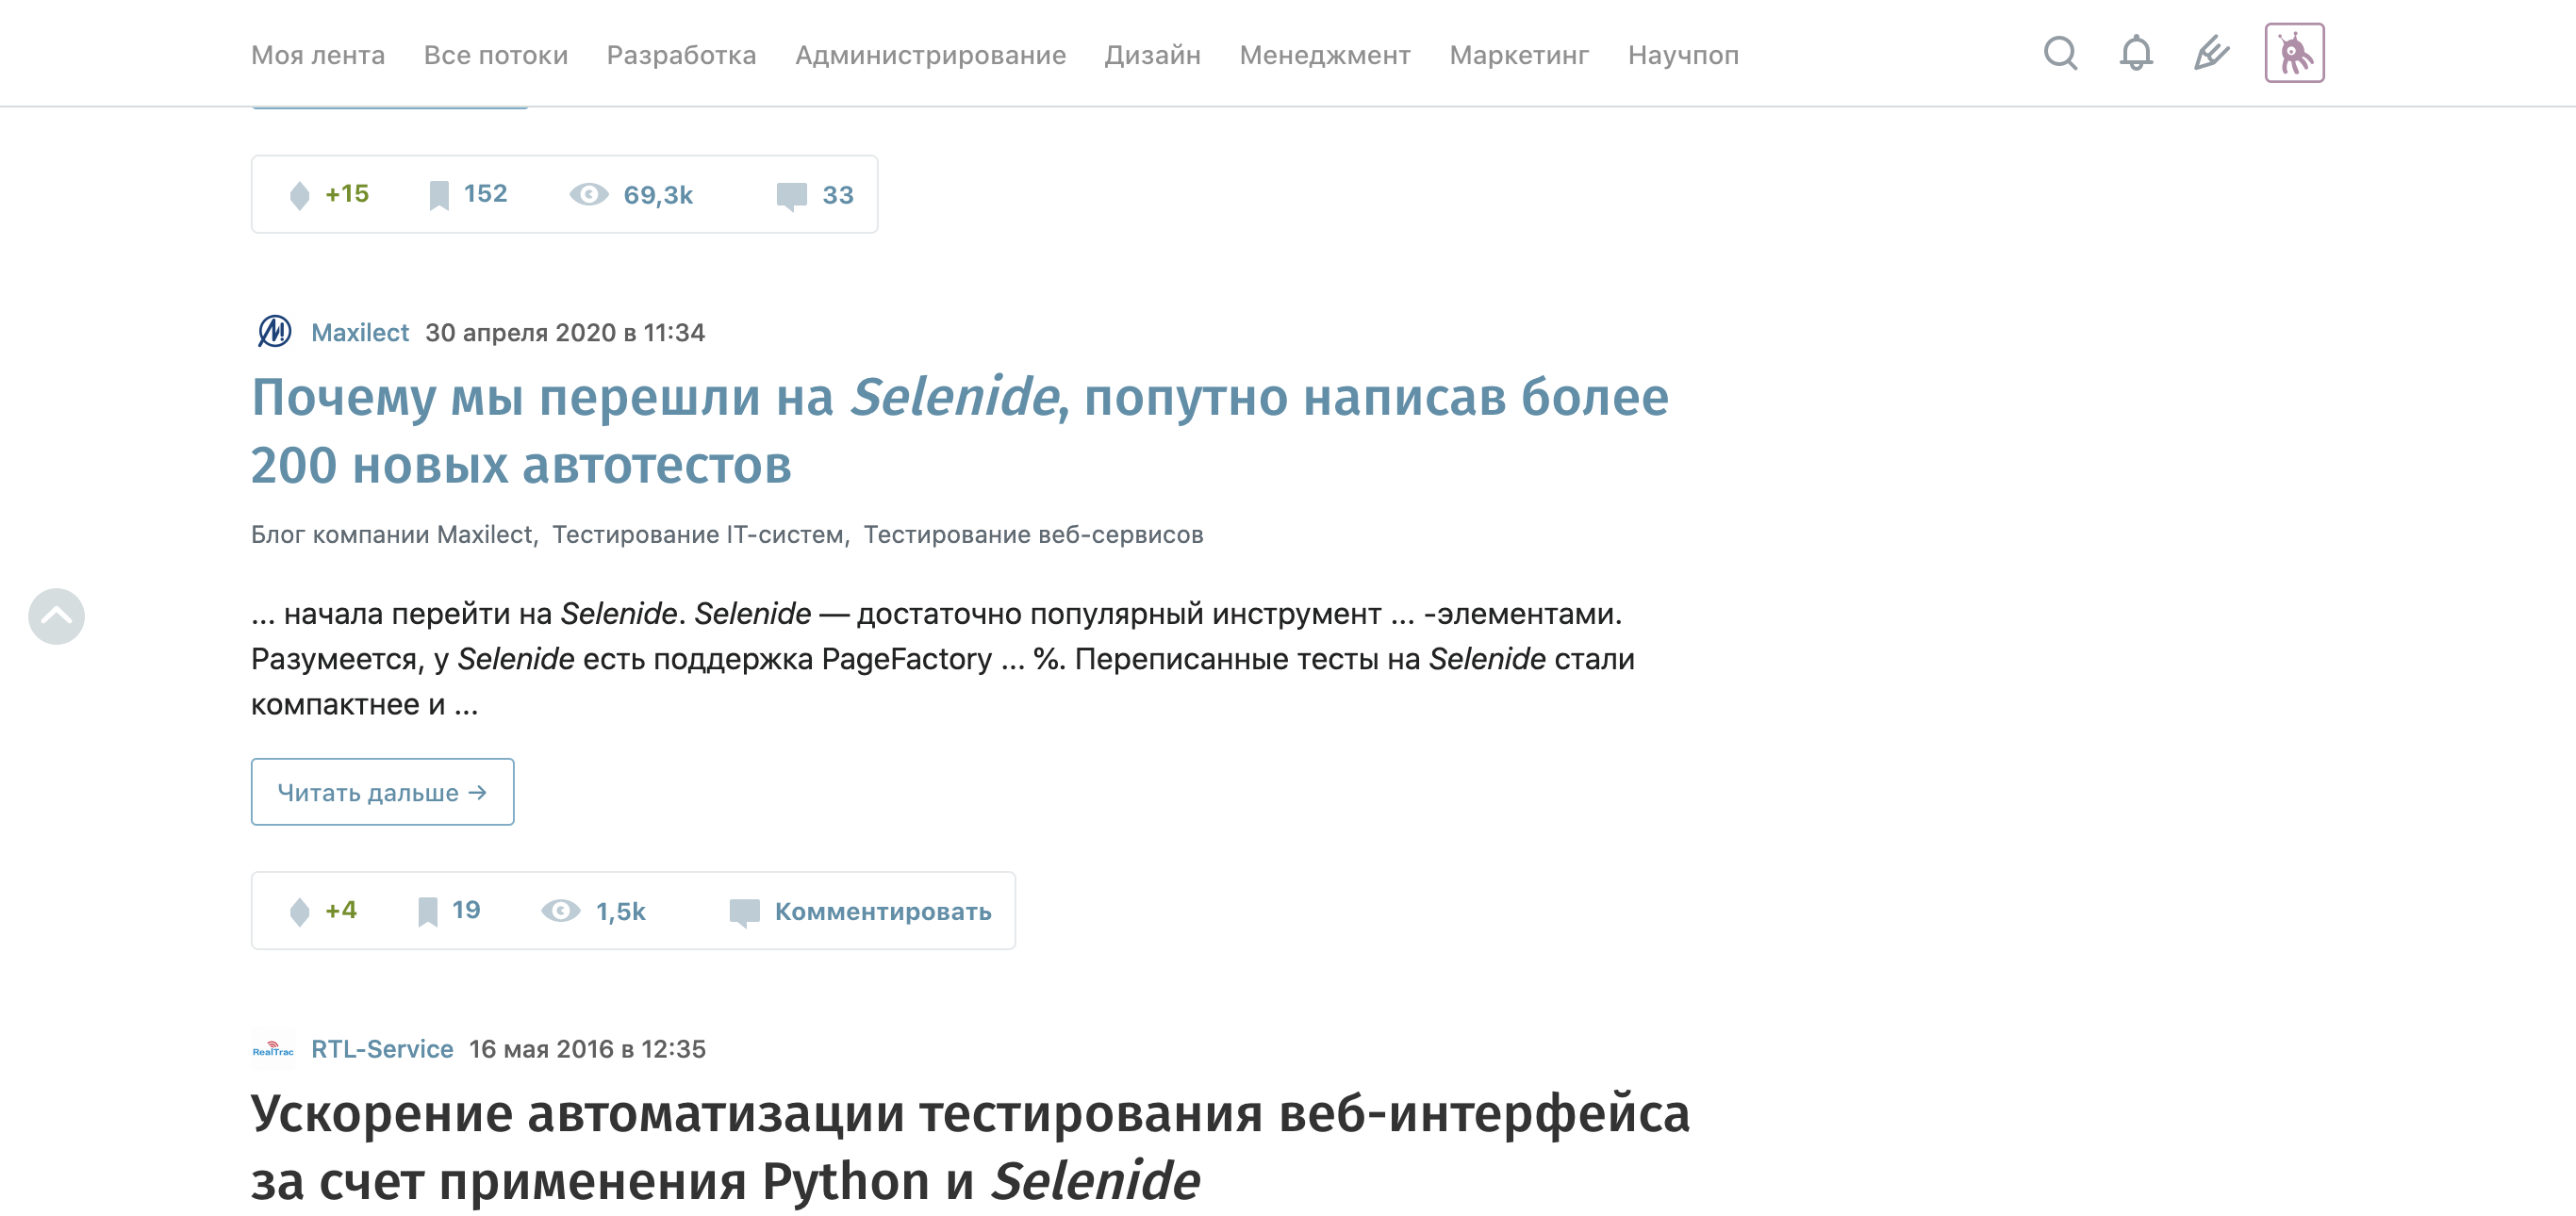 Моя лента Все потоки Разработка Администрирование Дизайн Менеджмент Маркетинг Научпоп
+15 152 69,3k 33
Maxilect 30 апреля 2020 в 11:34
Почему мы перешли на Selenide, попутно написав более
200 новых автотестов
Блог компании Maxilect, Тестирование IT-систем, Тестирование веб-сервисов
... начала перейти на Selenide. Selenide — достаточно популярный инструмент ... -элементами.
Разумеется, у Selenide есть поддержка PageFactory ... %. Переписанные тесты на Selenide стали
компактнее и ...
Читать дальше →
+4 19 1,5k Комментировать
RealTrac RTL-Service 16 мая 2016 в 12:35
Ускорение автоматизации тестирования веб-интерфейса
за счет применения Python и Selenide